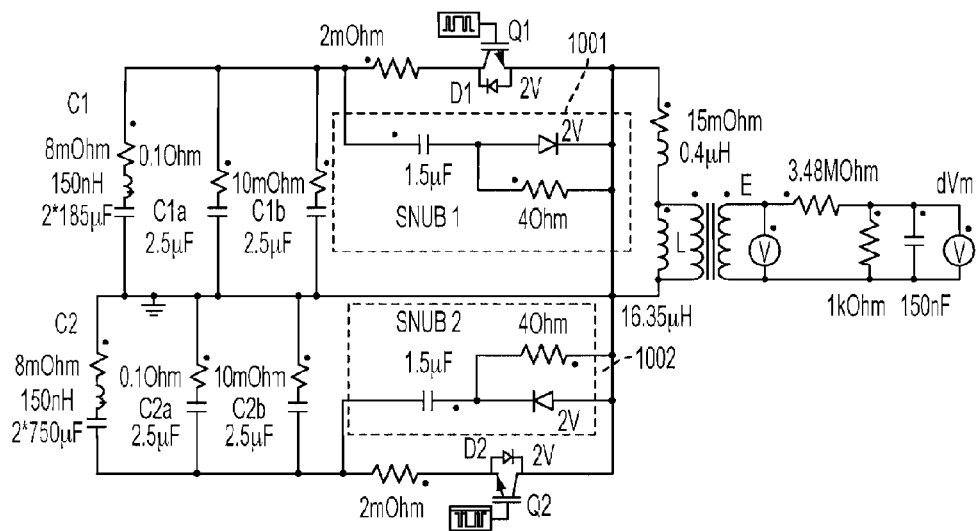 2mOhm
Q1
1001
D1
2V
C1
8mOhm
150nH
2*185µF
0.1Ohm
C1a
2.5µF
10mOhm
C1b
2.5µF
2V
1.5µF
4Ohm
SNUB 1
15mOhm
0.4µH
E
3.48MOhm
dVm
L
V
V
16.35µH
1kOhm
150nF
C2
8mOhm
150nH
2*750µF
0.1Ohm
C2a
2.5µF
10mOhm
C2b
2.5µF
SNUB 2
4Ohm
1.5µF
1002
2V
D2
2V
2mOhm
Q2